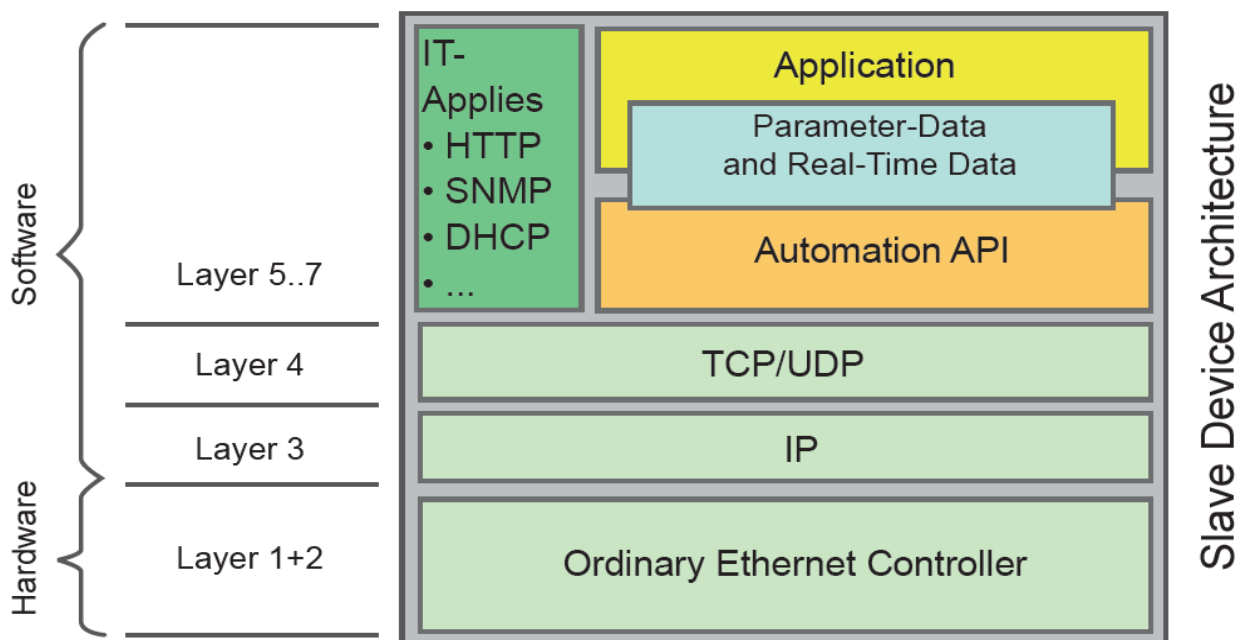 Software
Hardware
Layer 5..7
Layer 4
Layer 3
Layer 1+2
IT-
Applies
• HTTP
• SNMP
• DHCP
• ...
Application
Parameter-Data
and Real-Time Data
Automation API
TCP/UDP
IP
Ordinary Ethernet Controller
Slave Device Architecture